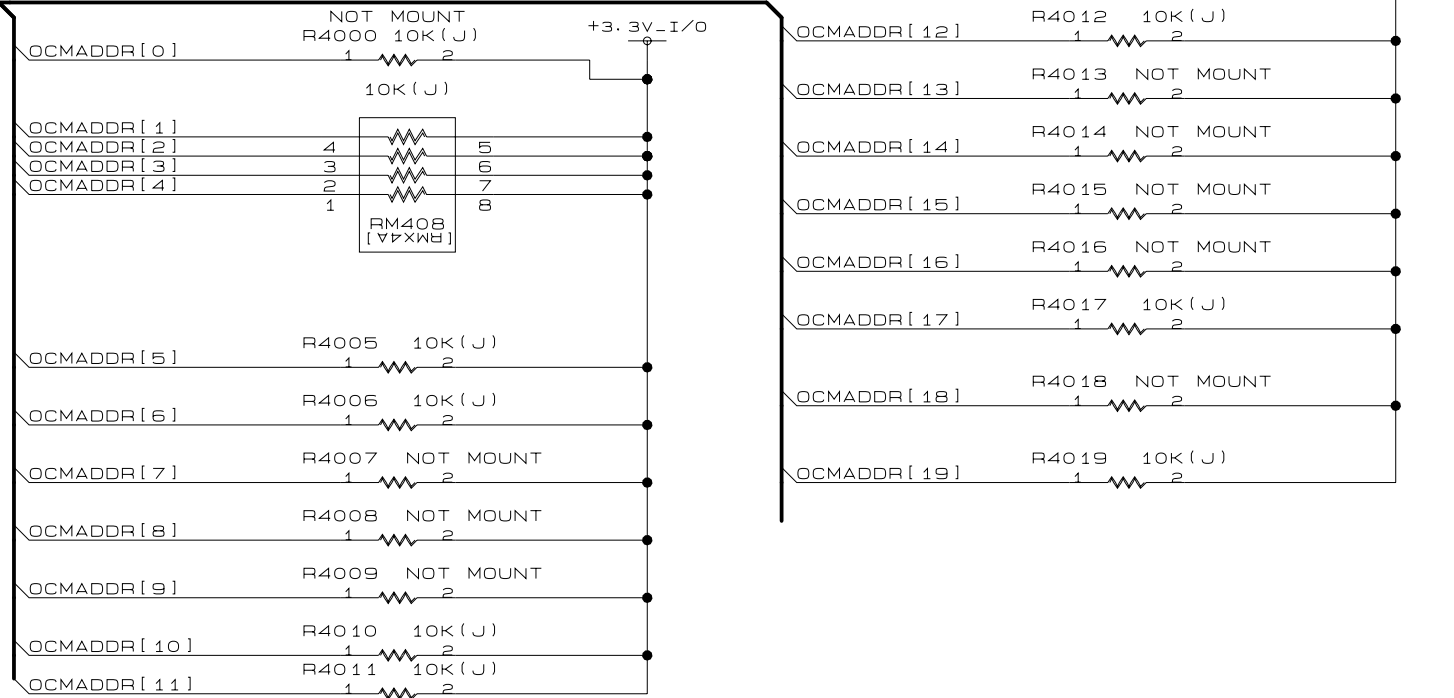 NOT MOUNT
R4000 10K(J)
+3.3V_I/O
OCMADDR[0]
1 2
10K(J)
OCMADDR[1]
OCMADDR[2] 4 5
OCMADDR[3] 3 6
OCMADDR[4] 2 7
1 8
RM408
[RMX4A]
R4005 10K(J)
OCMADDR[5] 1 2
R4006 10K(J)
OCMADDR[6] 1 2
R4007 NOT MOUNT
OCMADDR[7] 1 2
R4008 NOT MOUNT
OCMADDR[8] 1 2
R4009 NOT MOUNT
OCMADDR[9] 1 2
R4010 10K(J)
OCMADDR[10] 1 2
R4011 10K(J)
OCMADDR[11] 1 2
R4012 10K(J)
OCMADDR[12] 1 2
R4013 NOT MOUNT
OCMADDR[13] 1 2
R4014 NOT MOUNT
OCMADDR[14] 1 2
R4015 NOT MOUNT
OCMADDR[15] 1 2
R4016 NOT MOUNT
OCMADDR[16] 1 2
R4017 10K(J)
OCMADDR[17] 1 2
R4018 NOT MOUNT
OCMADDR[18] 1 2
R4019 10K(J)
OCMADDR[19] 1 2